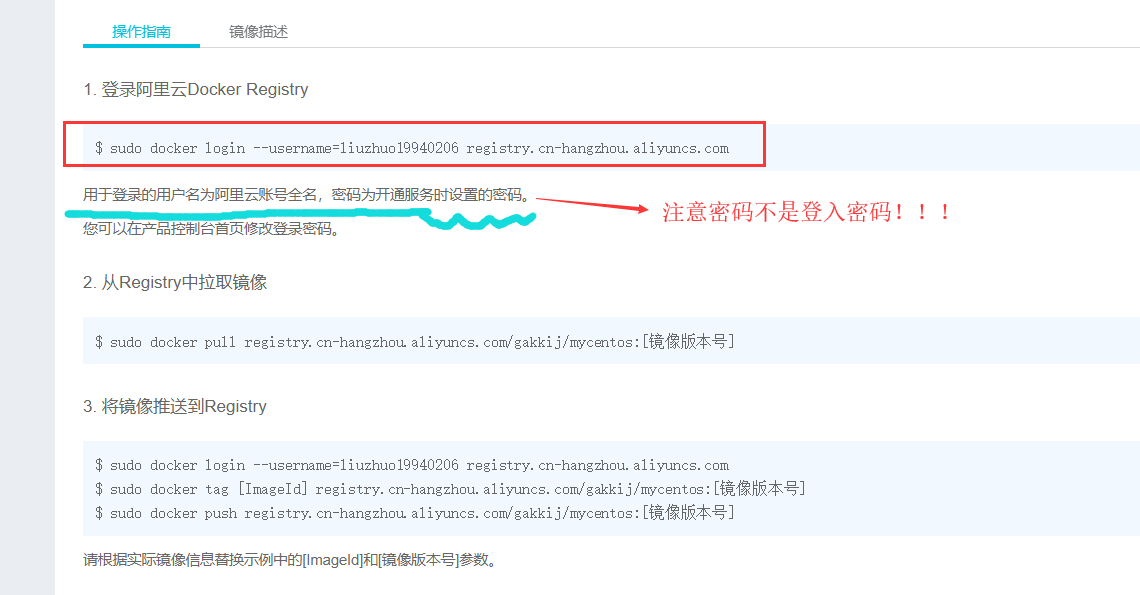 操作指南 镜像描述
1. 登录阿里云Docker Registry
$ sudo docker login --username=liuzhuo19940206 registry.cn-hangzhou.aliyuncs.com
用于登录的用户名为阿里云账号全名，密码为开通服务时设置的密码。
注意密码不是登入密码！！！
您可以在产品控制台首页修改登录密码。
2. 从Registry中拉取镜像
$ sudo docker pull registry.cn-hangzhou.aliyuncs.com/gakkij/mycentos:[镜像版本号]
3. 将镜像推送到Registry
$ sudo docker login --username=liuzhuo19940206 registry.cn-hangzhou.aliyuncs.com
$ sudo docker tag [ImageId] registry.cn-hangzhou.aliyuncs.com/gakkij/mycentos:[镜像版本号]
$ sudo docker push registry.cn-hangzhou.aliyuncs.com/gakkij/mycentos:[镜像版本号]
请根据实际镜像信息替换示例中的[ImageId]和[镜像版本号]参数。